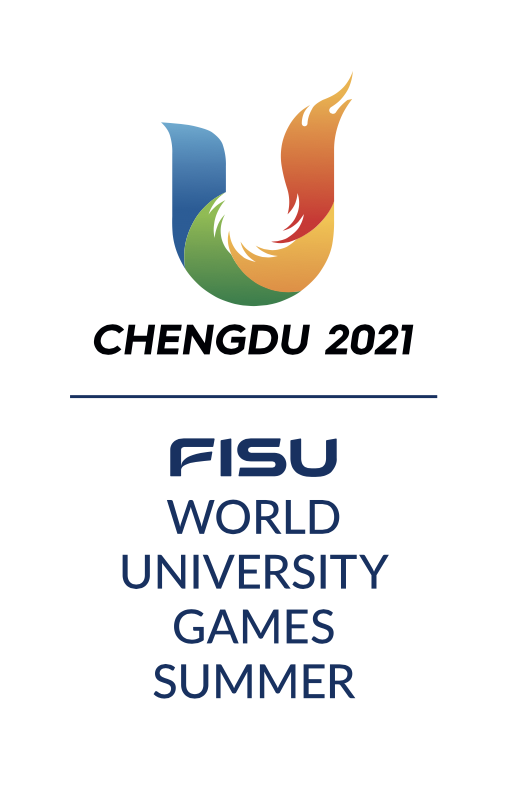 CHENGDU 2021
FISU
WORLD
UNIVERSITY
GAMES
SUMMER